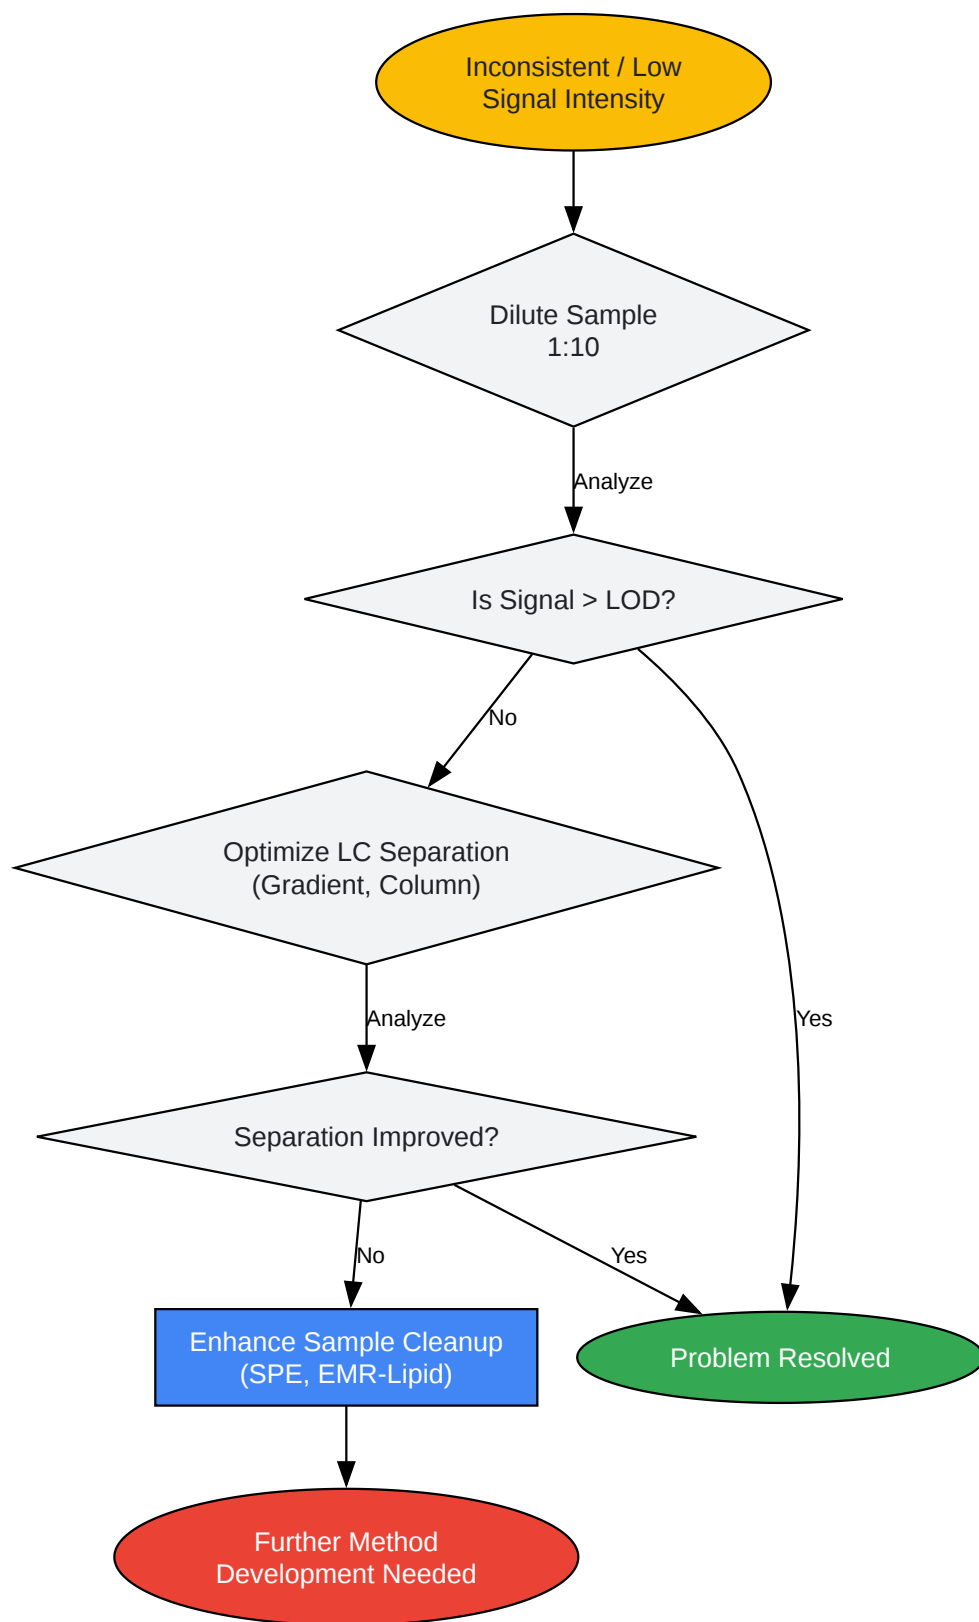 Inconsistent / Low
Signal Intensity
Dilute Sample
1:10
Analyze
Is Signal > LOD?
No
Optimize LC Separation
(Gradient, Column)
Analyze
Yes
Separation Improved?
No
Yes
Enhance Sample Cleanup
(SPE, EMR-Lipid)
Problem Resolved
Further Method
Development Needed